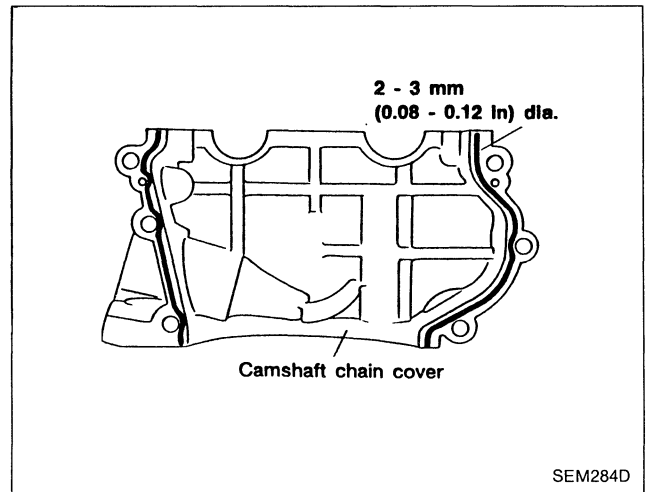 2 - 3 mm
(0.08 - 0.12 in) dia.
Camshaft chain cover
SEM284D